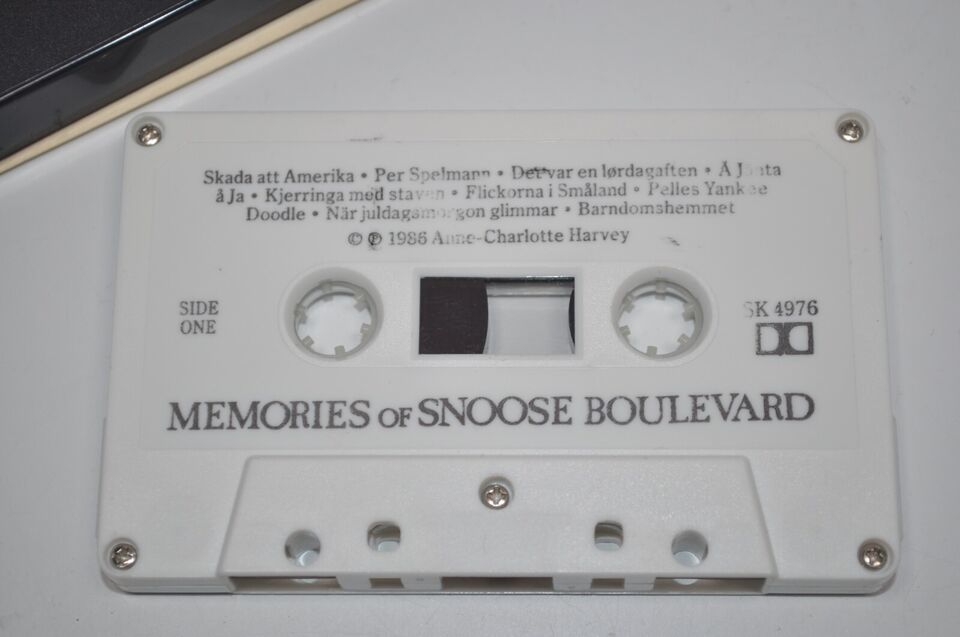 Skada att Amerika • Per Spelmann • Det var en lørdagaften • Å Jänta
å Ja • Kjerringa med staven • Flickorna i Småland • Pelles Yankee
Doodle • När juldagsmorgon glimmar • Barndomshemmet
© ℗ 1986 Anne-Charlotte Harvey
SIDE
ONE
SK 4976
MEMORIES OF SNOOSE BOULEVARD